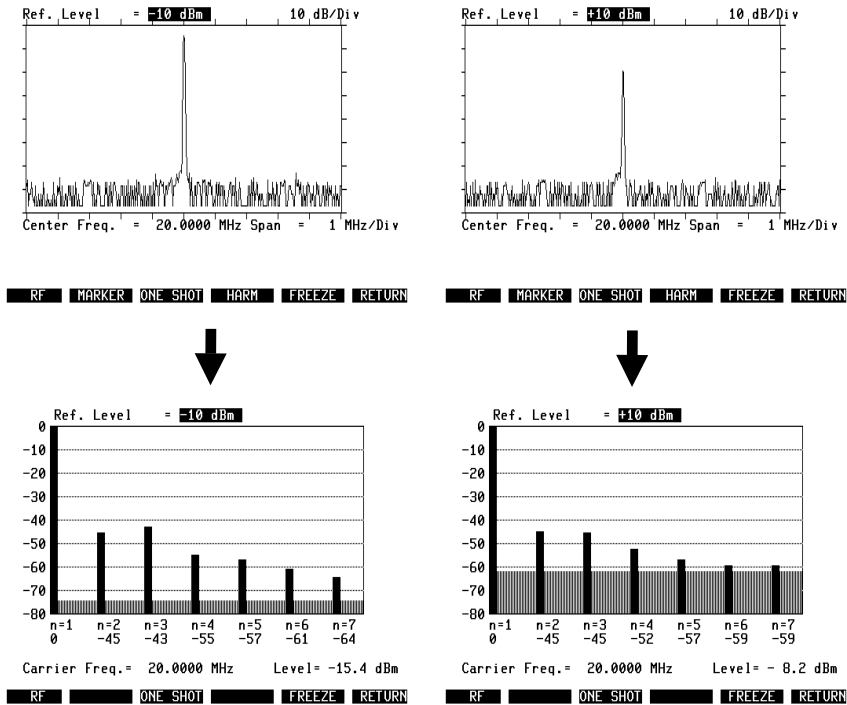 Ref. Level = -10 dBm 10 dB/Div
Center Freq. = 20.0000 MHz Span = 1 MHz/Div
RF MARKER ONE SHOT HARM FREEZE RETURN
Ref. Level = +10 dBm 10 dB/Div
Center Freq. = 20.0000 MHz Span = 1 MHz/Div
RF MARKER ONE SHOT HARM FREEZE RETURN
Ref. Level = -10 dBm
0
-10
-20
-30
-40
-50
-60
-70
-80
n=1 n=2 n=3 n=4 n=5 n=6 n=7
0 -45 -43 -55 -57 -61 -64
Carrier Freq.= 20.0000 MHz Level= -15.4 dBm
RF ONE SHOT FREEZE RETURN
Ref. Level = +10 dBm
0
-10
-20
-30
-40
-50
-60
-70
-80
n=1 n=2 n=3 n=4 n=5 n=6 n=7
0 -45 -45 -52 -57 -59 -59
Carrier Freq.= 20.0000 MHz Level= - 8.2 dBm
RF ONE SHOT FREEZE RETURN